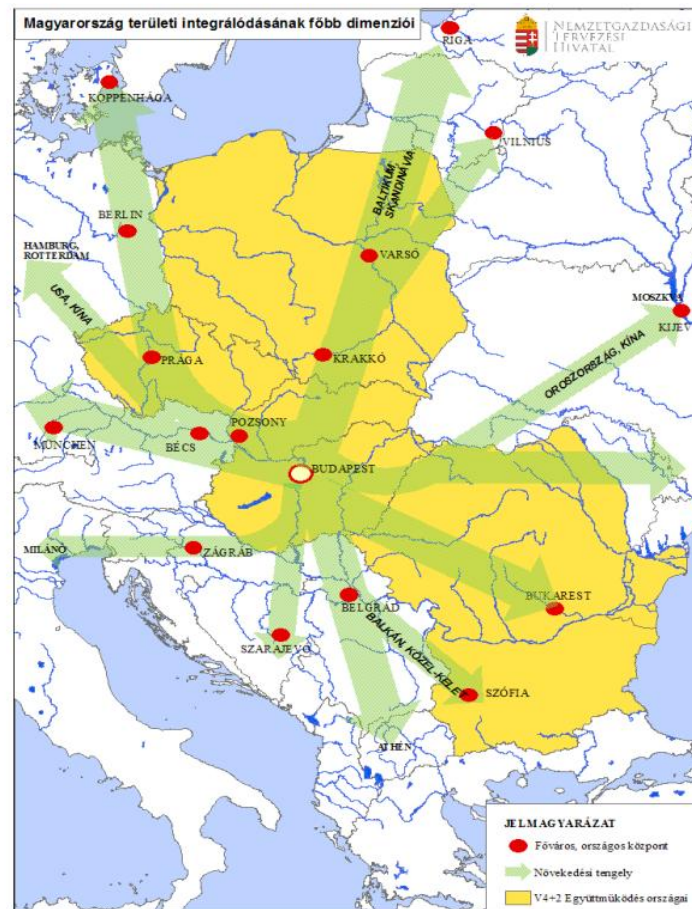 Magyarország területi integrálódásának főbb dimenziói
NEMZETGAZDASÁGI
TERVEZÉSI
HIVATAL
RIGA
KOPPENHÁGA
VILNIUS
BALTIKUM,
SKANDINÁVIA
BERLIN
HAMBURG,
ROTTERDAM
VARSÓ
USA, KÍNA
MOSZKVA
KIJEV
OROSZORSZÁG, KÍNA
PRÁGA
KRAKKÓ
POZSONY
MÜNCHEN
BÉCS
BUDAPEST
MILÁNÓ
ZÁGRÁB
BELGRÁD
BUKAREST
SZARAJEVÓ
BALKÁN, KÖZEL-KELET
SZÓFIA
ATHÉN
JELMAGYARÁZAT
Főváros, országos központ
Növekedési tengely
V4+2 Együttműködés országai